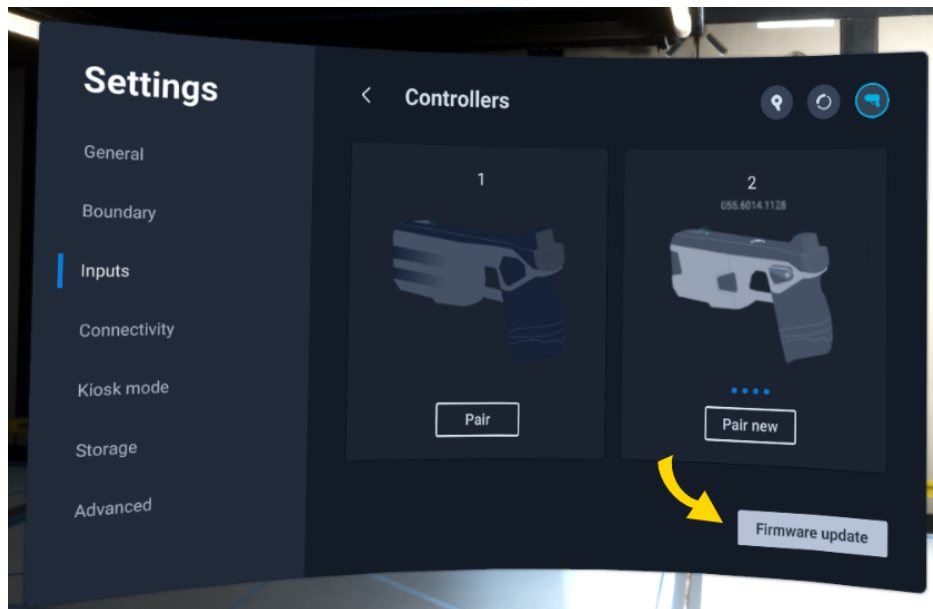 Settings
General
Boundary
Inputs
Connectivity
Kiosk mode
Storage
Advanced
Controllers
1
Pair
2
055.6014.1128
Pair new
Firmware update